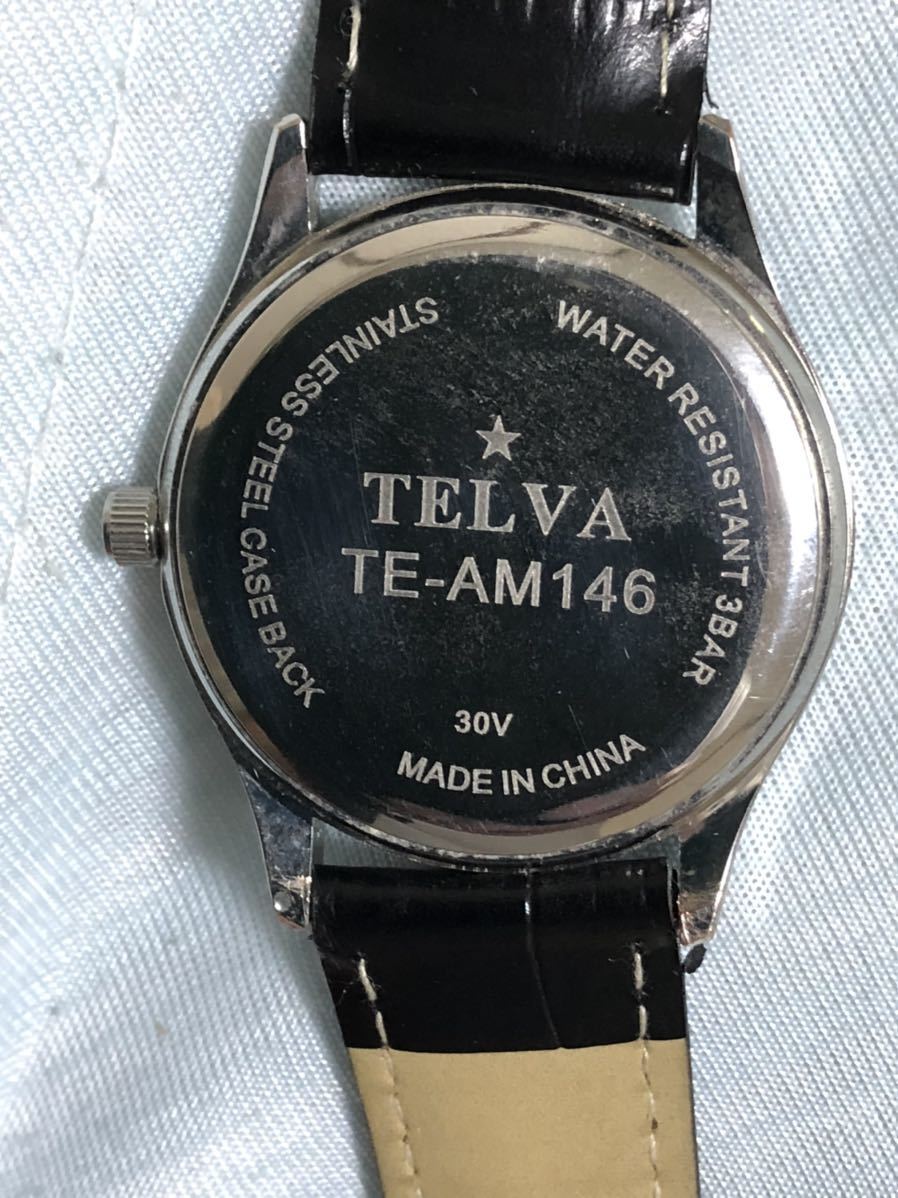 STAINLESS STEEL CASE BACK
WATER RESISTANT 3BAR
TELVA
TE-AM146
30V
MADE IN CHINA